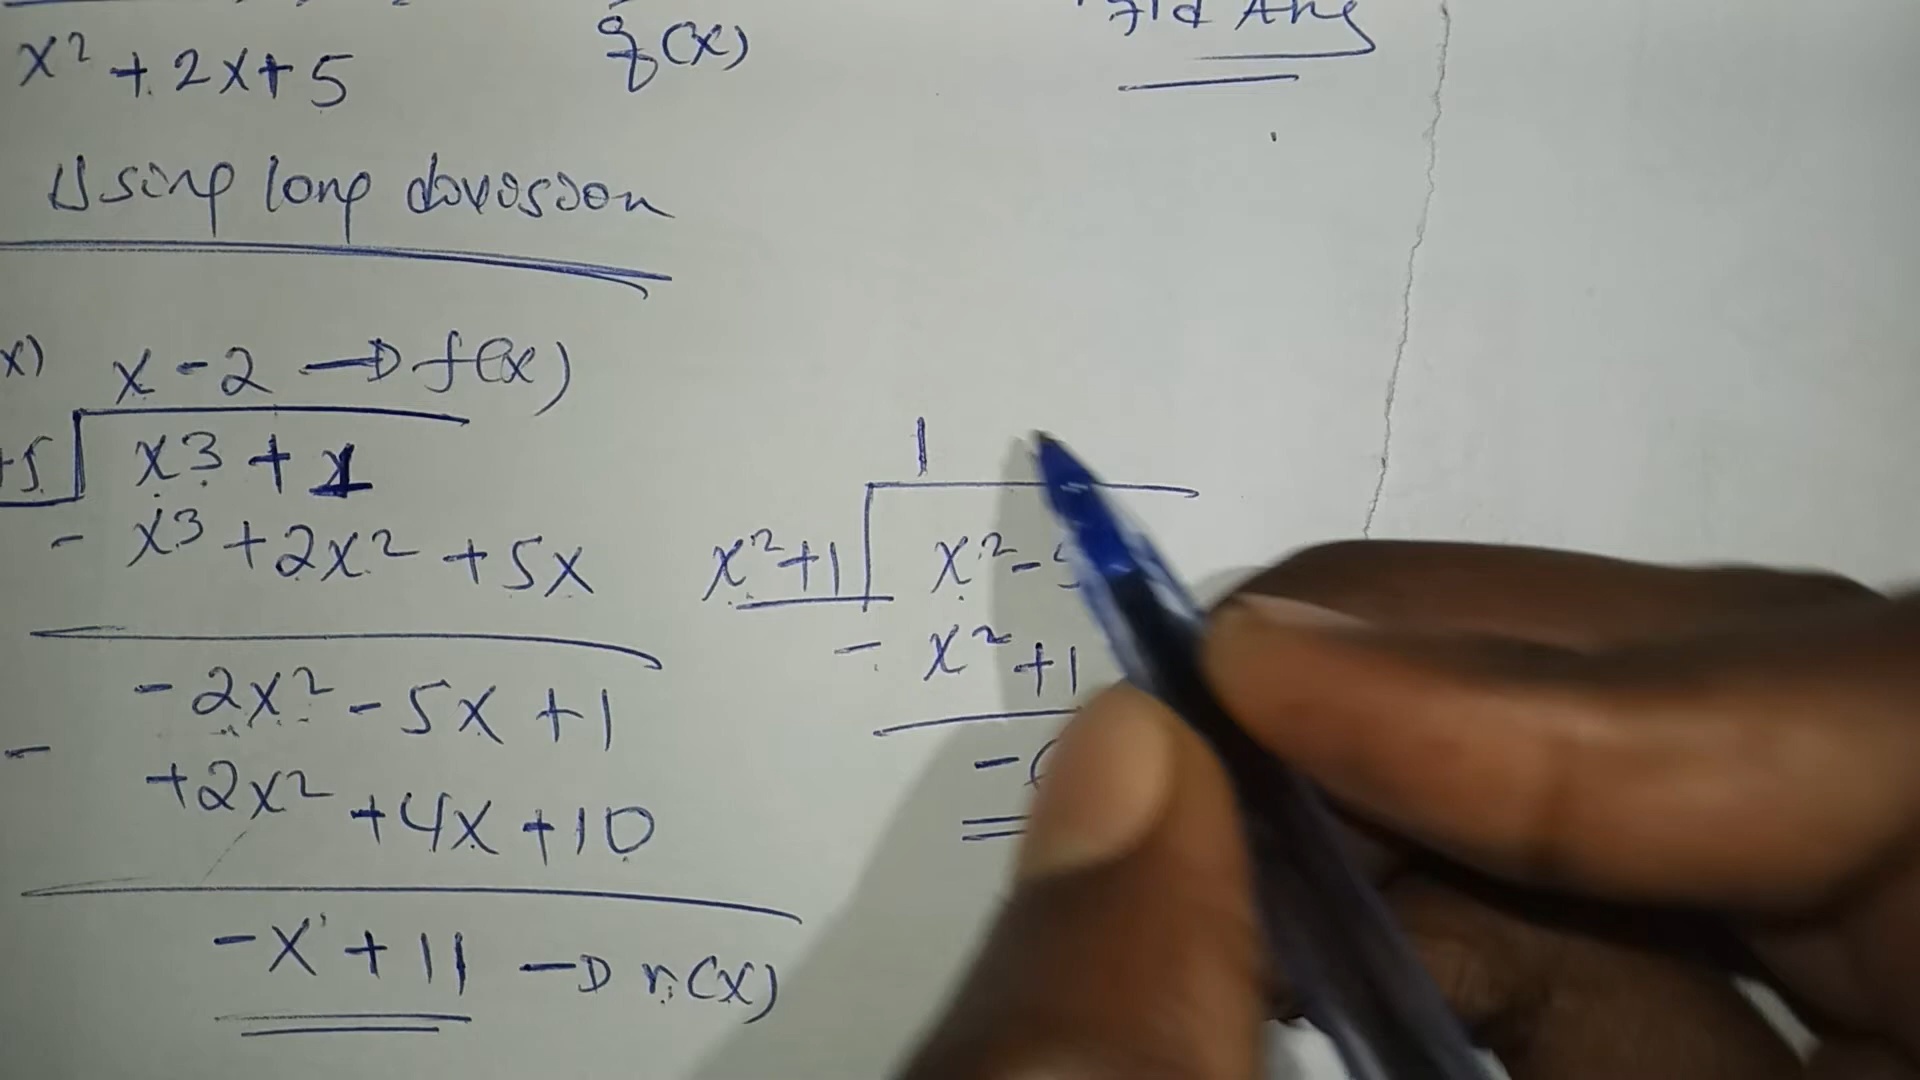 x² + 2x + 5
q(x)
Using long division
x) x - 2 → f(x)
+5 x3 + 1
- x3 + 2x² + 5x
-2x² - 5x + 1
- +2x² + 4x + 10
-x + 11 → r(x)
1
x² + 1 x² - 5
- x² + 1
-